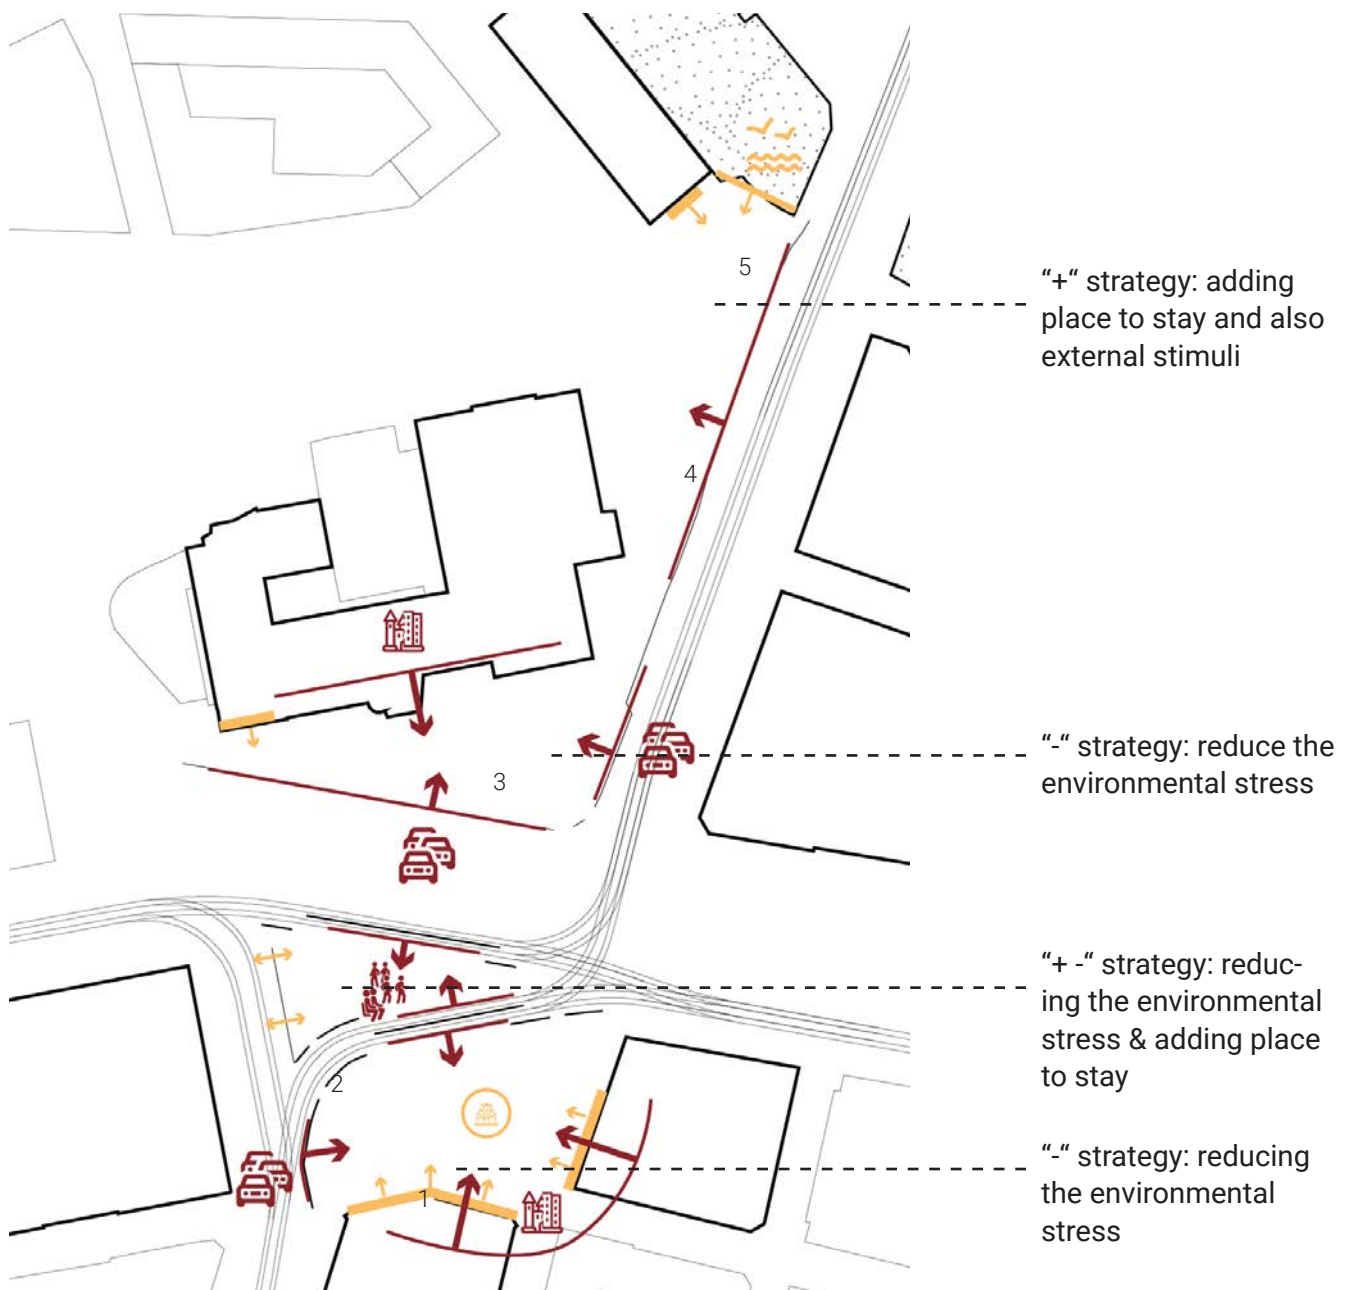 5
“+“ strategy: adding
place to stay and also
external stimuli
4
“-“ strategy: reduce the
environmental stress
3
“+ -“ strategy: reduc-
ing the environmental
stress & adding place
to stay
2
“-“ strategy: reducing
the environmental
stress
1